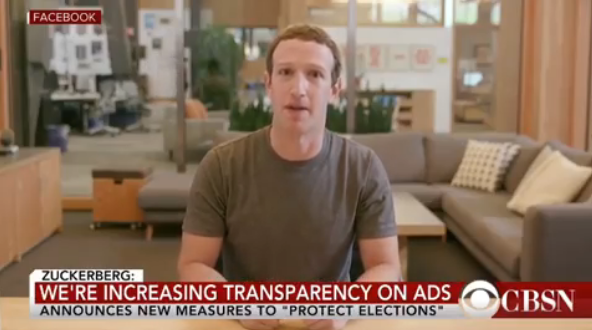 FACEBOOK
ZUCKERBERG:
WE'RE INCREASING TRANSPARENCY ON ADS
ANNOUNCES NEW MEASURES TO "PROTECT ELECTIONS"
CBSN